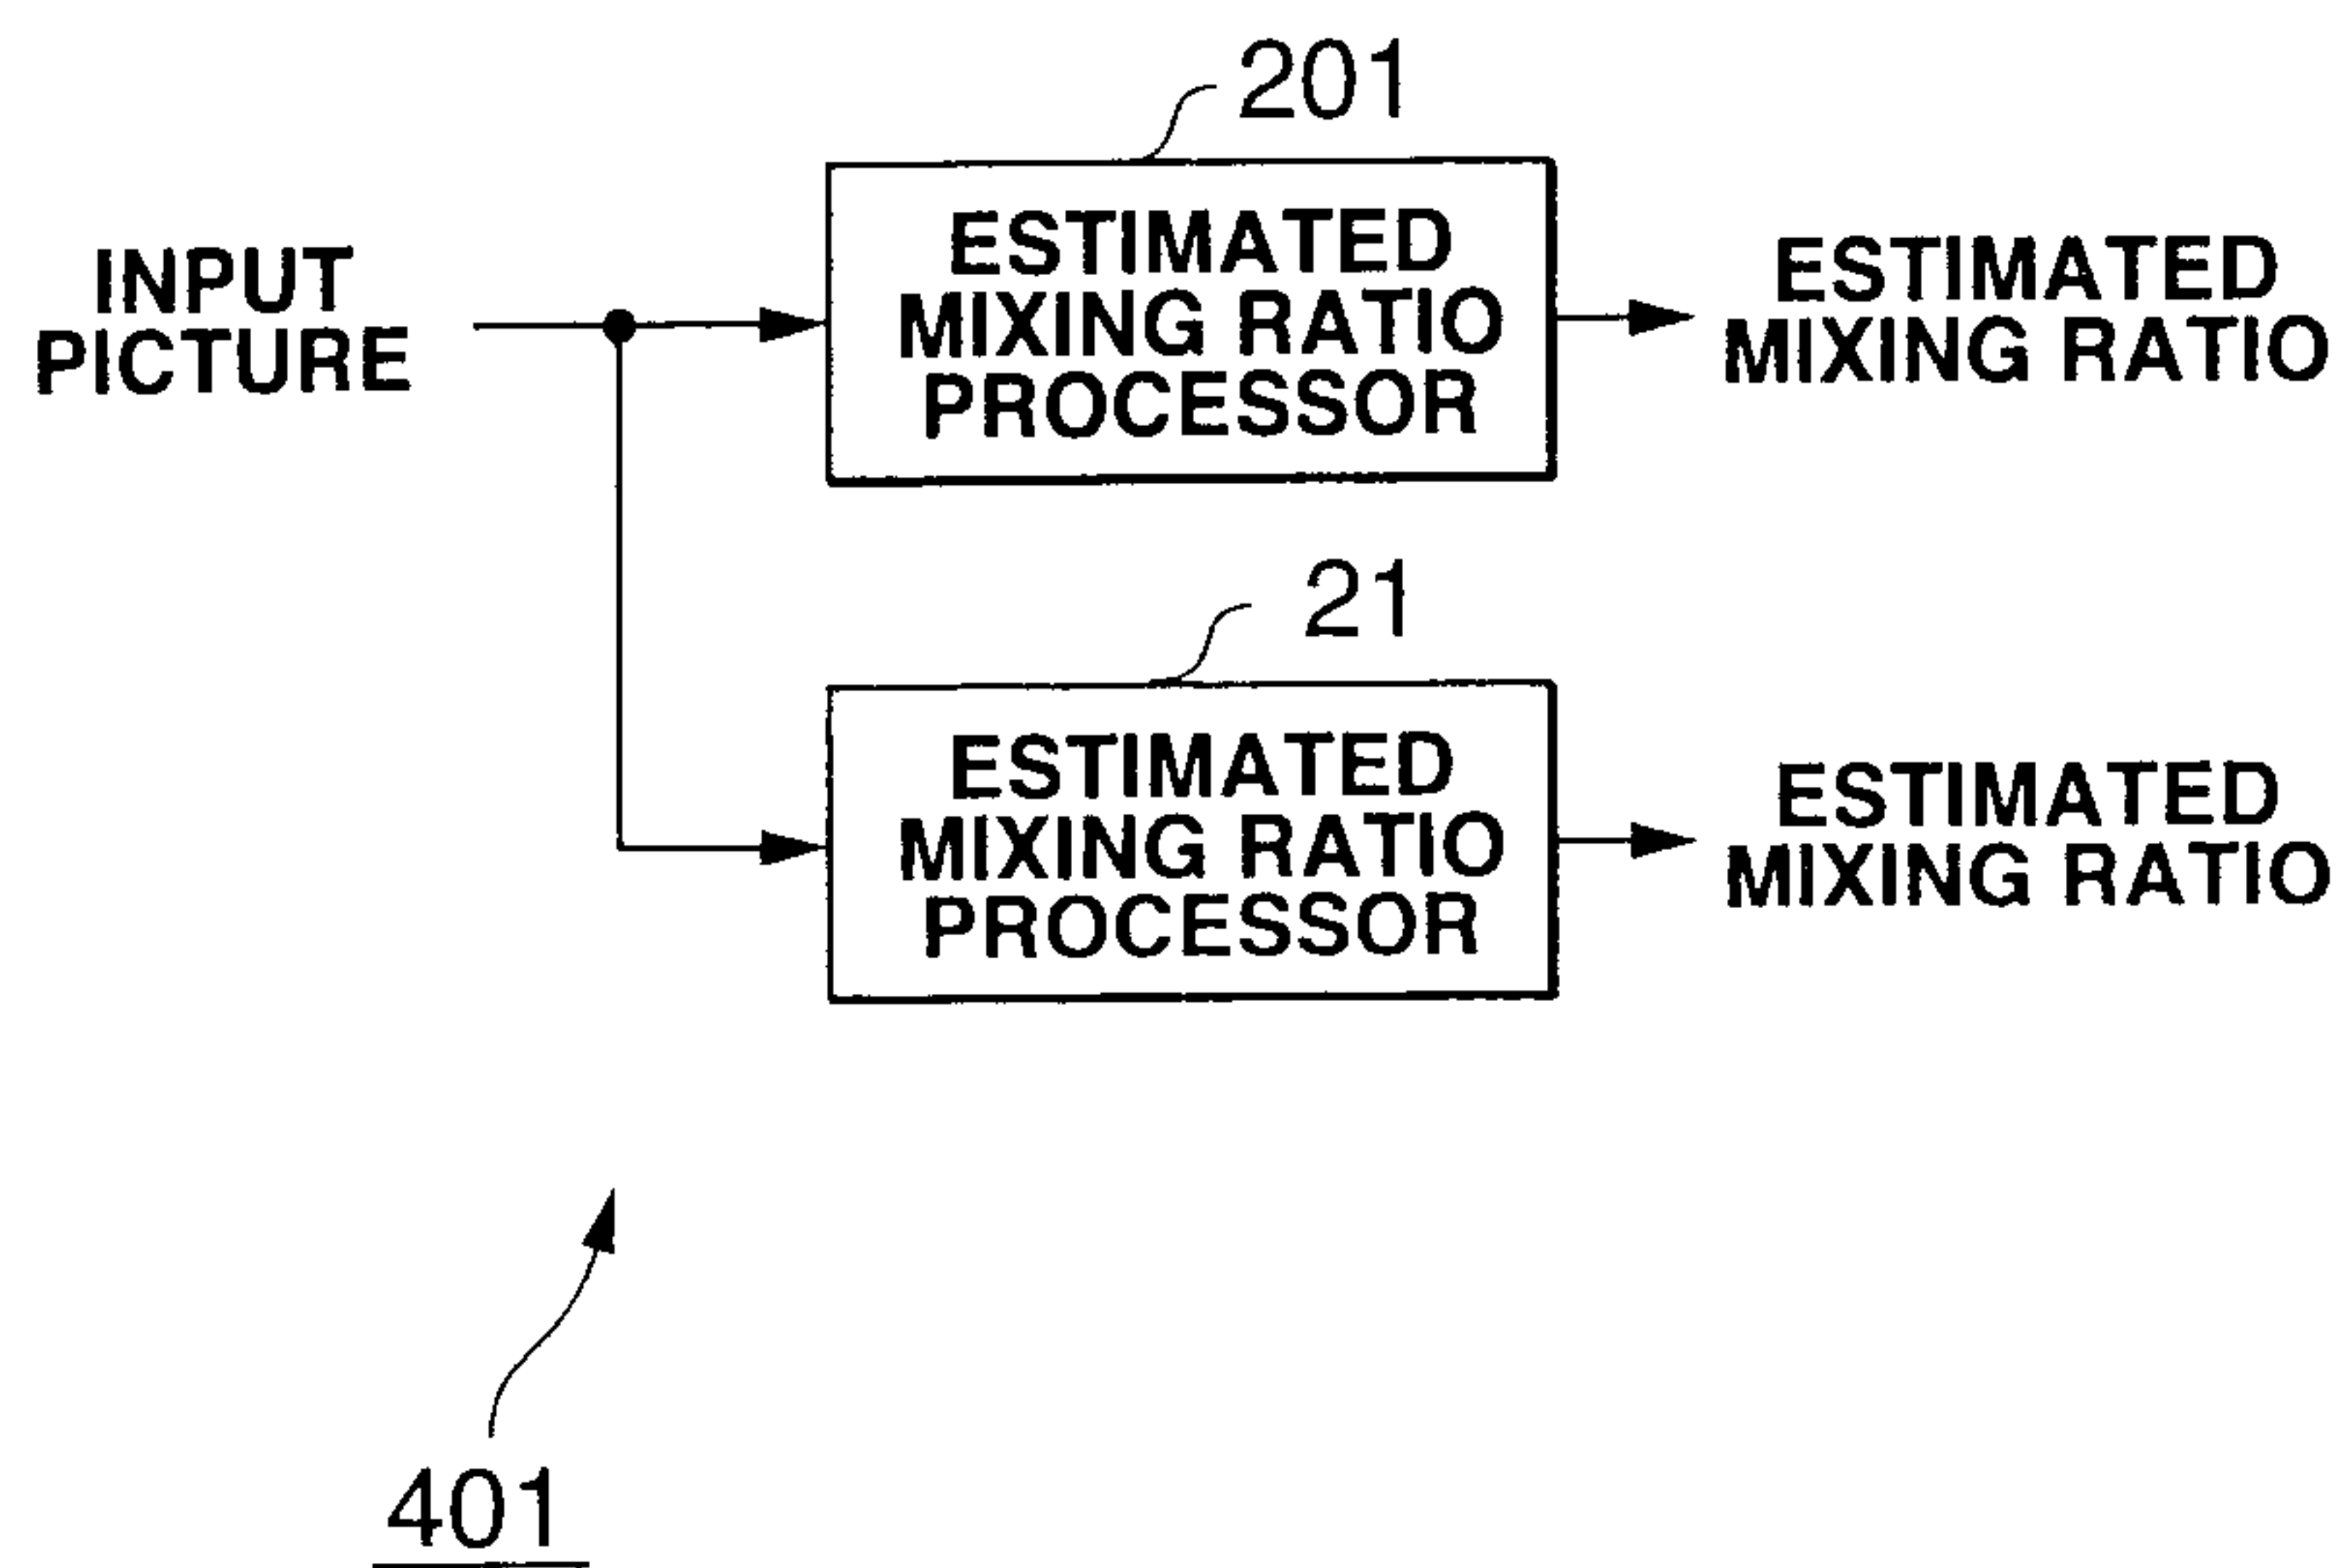 201
INPUT
PICTURE
ESTIMATED
MIXING RATIO
PROCESSOR
ESTIMATED
MIXING RATIO
21
ESTIMATED
MIXING RATIO
PROCESSOR
ESTIMATED
MIXING RATIO
401